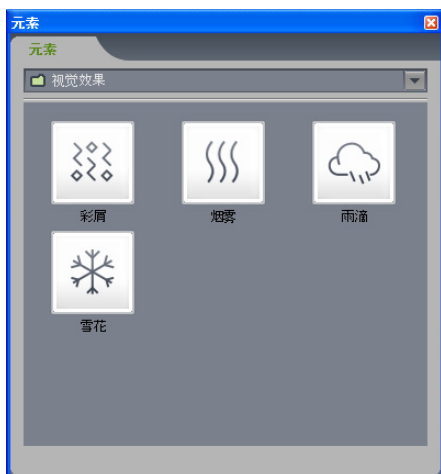 元素
元素
视觉效果
彩屑 烟雾 雨滴
雪花